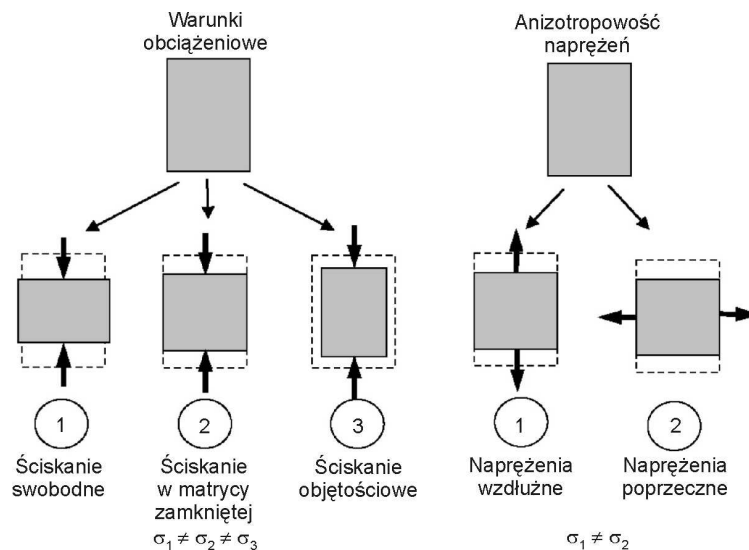 Warunki
obciążeniowe
Anizotropowość
naprężeń
1
Ściskanie
swobodne
2
Ściskanie
w matrycy
zamkniętej
σ₁ ≠ σ₂ ≠ σ₃
3
Ściskanie
objętościowe
1
Naprężenia
wzdłużne
2
Naprężenia
poprzeczne
σ₁ ≠ σ₂